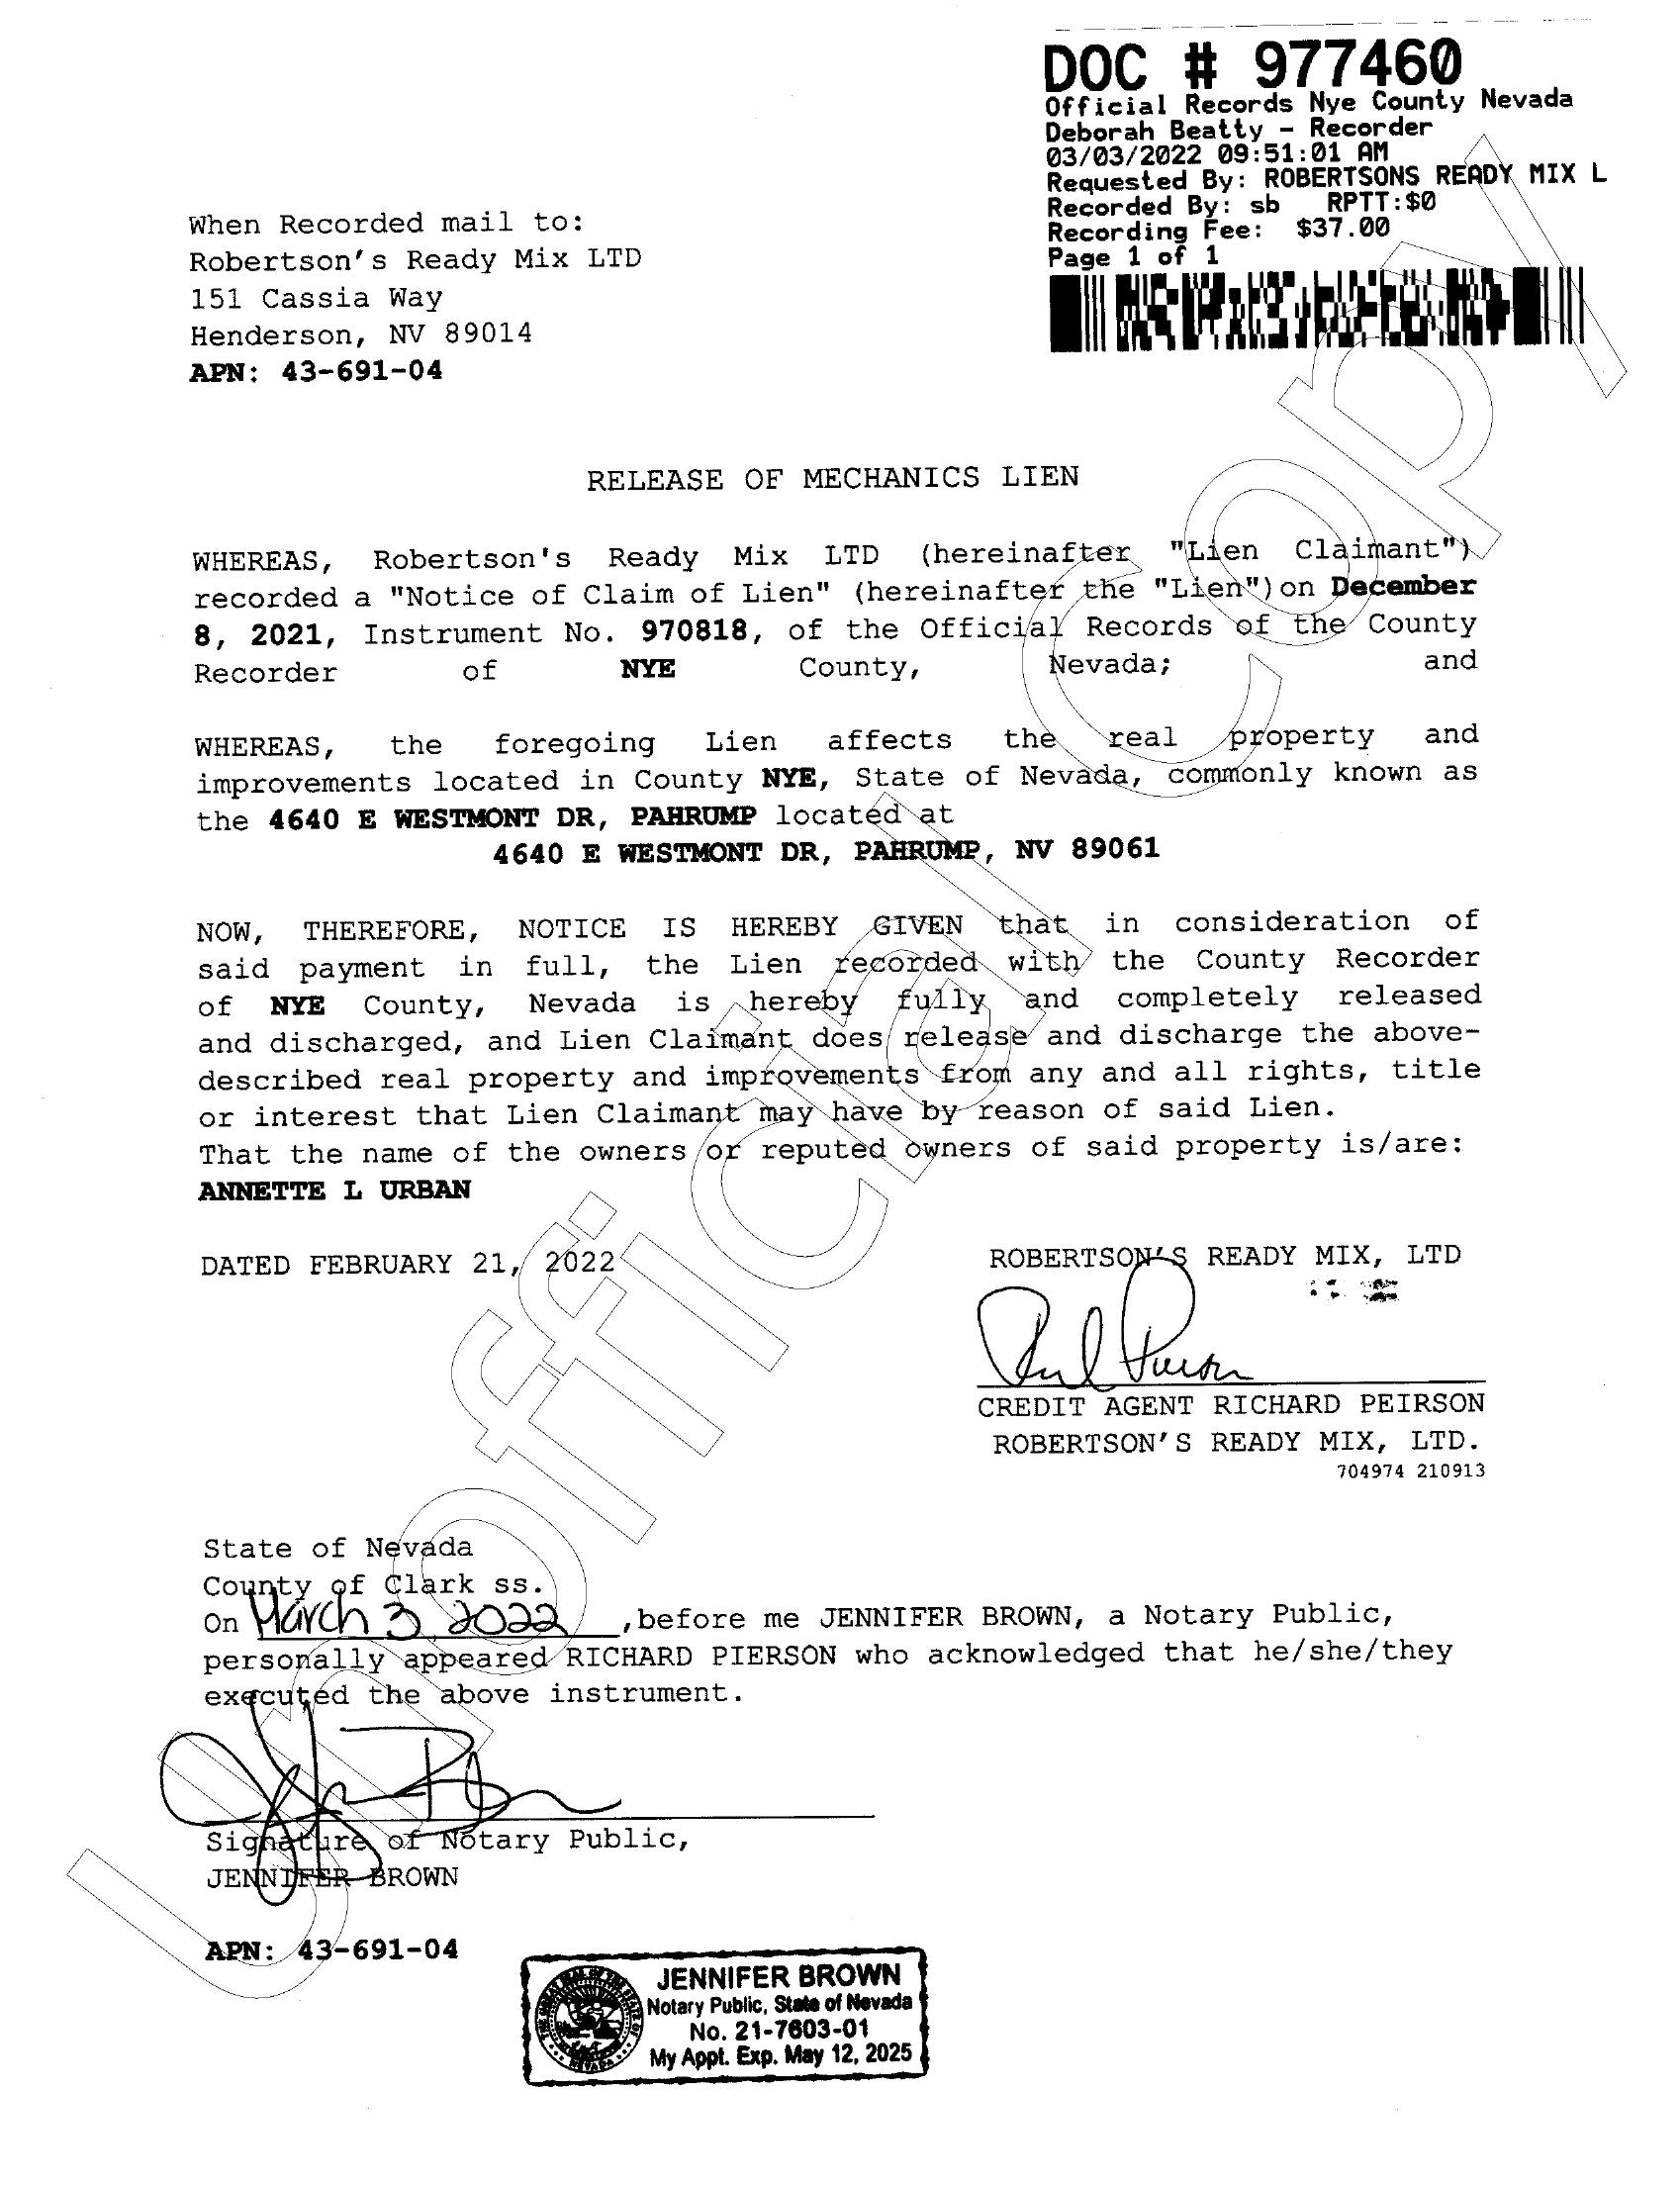 DOC # 977460
Official Records Nye County Nevada
Deborah Beatty - Recorder
03/03/2022 09:51:01 AM
Requested By: ROBERTSONS READY MIX L
Recorded By: sb RPTT:$0
Recording Fee: $37.00
Page 1 of 1
When Recorded mail to:
Robertson's Ready Mix LTD
151 Cassia Way
Henderson, NV 89014
APN: 43-691-04
RELEASE OF MECHANICS LIEN
WHEREAS, Robertson's Ready Mix LTD (hereinafter "Lien Claimant")
recorded a "Notice of Claim of Lien" (hereinafter the "Lien")on December
8, 2021, Instrument No. 970818, of the Official Records of the County
Recorder of NYE County, Nevada; and
WHEREAS, the foregoing Lien affects the real property and
improvements located in County NYE, State of Nevada, commonly known as
the 4640 E WESTMONT DR, PAHRUMP located at
4640 E WESTMONT DR, PAHRUMP, NV 89061
NOW, THEREFORE, NOTICE IS HEREBY GIVEN that in consideration of
said payment in full, the Lien recorded with the County Recorder
of NYE County, Nevada is hereby fully and completely released
and discharged, and Lien Claimant does release and discharge the above-
described real property and improvements from any and all rights, title
or interest that Lien Claimant may have by reason of said Lien.
That the name of the owners or reputed owners of said property is/are:
ANNETTE L URBAN
DATED FEBRUARY 21, 2022
ROBERTSON'S READY MIX, LTD
CREDIT AGENT RICHARD PEIRSON
ROBERTSON'S READY MIX, LTD.
704974 210913
State of Nevada
County of Clark ss.
On March 3, 2022 ,before me JENNIFER BROWN, a Notary Public,
personally appeared RICHARD PIERSON who acknowledged that he/she/they
executed the above instrument.
Signature of Notary Public,
JENNIFER BROWN
APN: 43-691-04
JENNIFER BROWN
Notary Public, State of Nevada
No. 21-7603-01
My Appt. Exp. May 12, 2025
THE GREAT SEAL OF THE STATE OF NEVADA
Unofficial Copy